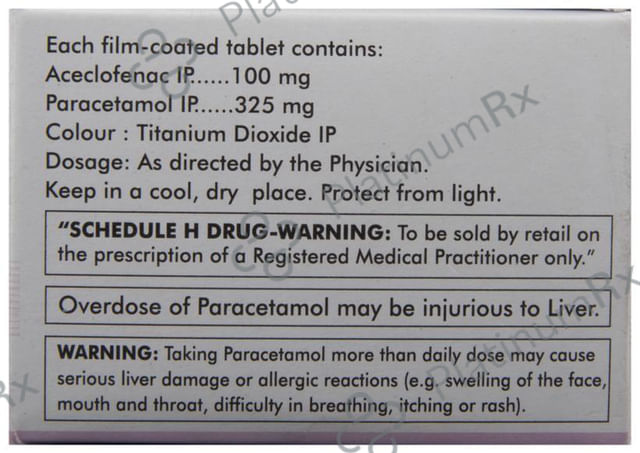 Each film-coated tablet contains:
Aceclofenac IP......100 mg
Paracetamol IP......325 mg
Colour : Titanium Dioxide IP
Dosage: As directed by the Physician.
Keep in a cool, dry place. Protect from light.
"SCHEDULE H DRUG-WARNING: To be sold by retail on
the prescription of a Registered Medical Practitioner only."
Overdose of Paracetamol may be injurious to Liver.
WARNING: Taking Paracetamol more than daily dose may cause
serious liver damage or allergic reactions (e.g. swelling of the face,
mouth and throat, difficulty in breathing, itching or rash).
PlatinumRx
PlatinumRx
PlatinumRx
Rx